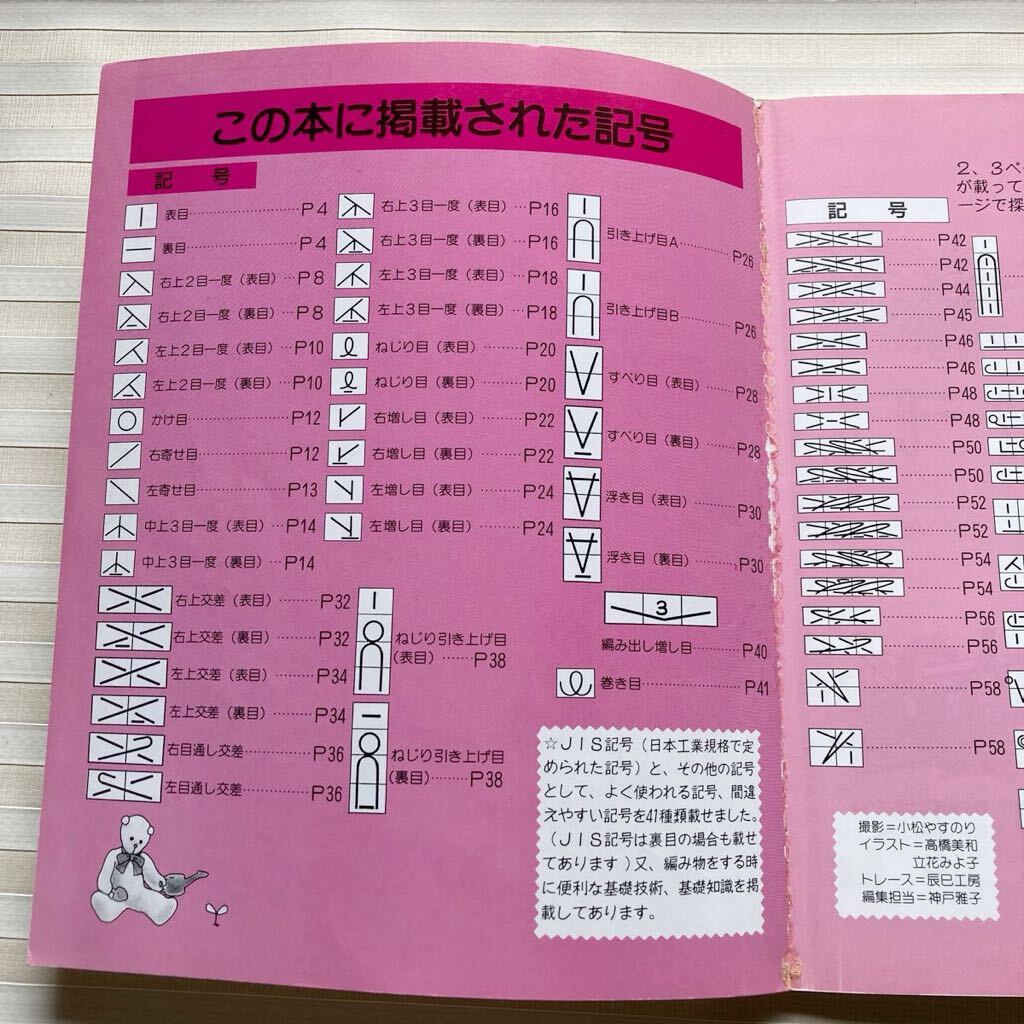 この本に掲載された記号
記 号
表目 P4
裏目 P4
右上2目一度（表目） P8
右上2目一度（裏目） P8
左上2目一度（表目） P10
左上2目一度（裏目） P10
かけ目 P12
右寄せ目 P12
左寄せ目 P13
中上3目一度（表目） P14
中上3目一度（裏目） P14
右上交差（表目） P32
右上交差（裏目） P32
左上交差（表目） P34
左上交差（裏目） P34
右目通し交差 P36
左目通し交差 P36
右上3目一度（表目） P16
右上3目一度（裏目） P16
左上3目一度（表目） P18
左上3目一度（裏目） P18
ねじり目（表目） P20
ねじり目（裏目） P20
右増し目（表目） P22
右増し目（裏目） P22
左増し目（表目） P24
左増し目（裏目） P24
ねじり引き上げ目
（表目） P38
ねじり引き上げ目
（裏目） P38
引き上げ目A P26
引き上げ目B P26
すべり目（表目） P28
すべり目（裏目） P28
浮き目（表目） P30
浮き目（裏目） P30
3
編み出し増し目 P40
巻き目 P41
☆JIS記号（日本工業規格で定
められた記号）と、その他の記号
として、よく使われる記号、間違
えやすい記号を41種類載せました。
（JIS記号は裏目の場合も載せ
てあります）又、編み物をする時
に便利な基礎技術、基礎知識を掲
載してあります。
2、3ペ
が載って
ージで探
記 号
P42
P42
P44
P45
P46
P46
P48
P48
P50
P50
P52
P52
P54
P54
P56
P56
P58
P58
撮影＝小松やすのり
イラスト＝高橋美和
立花みよ子
トレース＝辰巳工房
編集担当＝神戸雅子